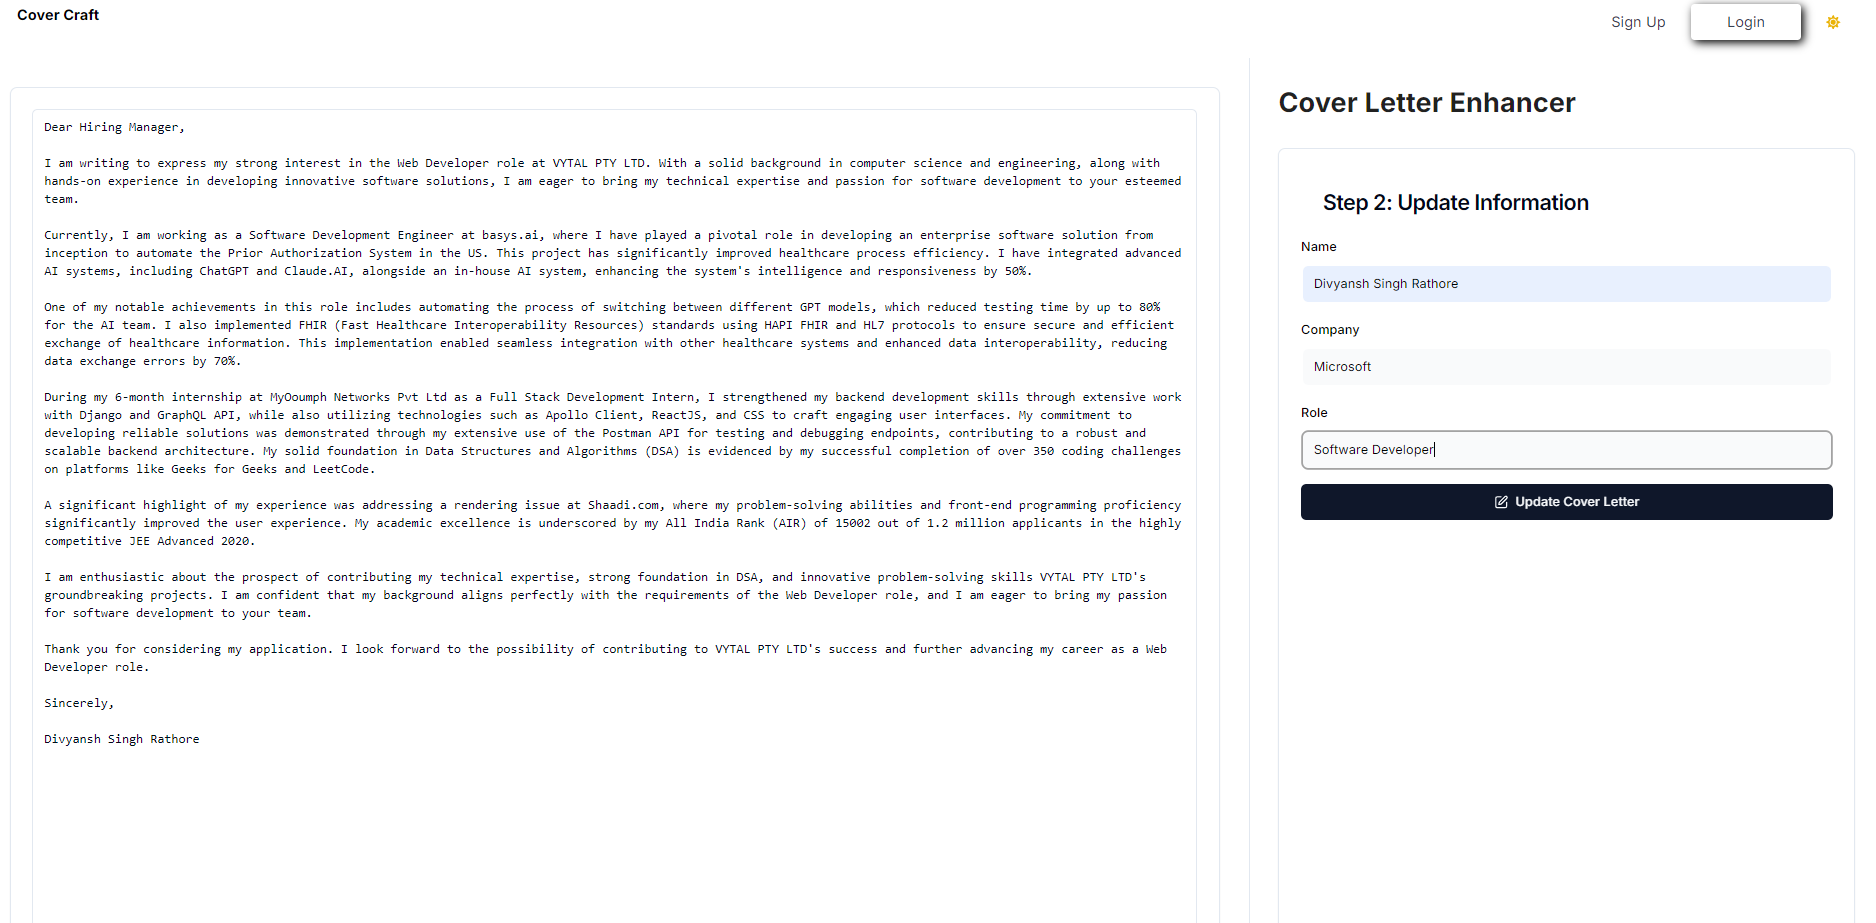 Cover Craft
Sign Up
Login
Dear Hiring Manager,
I am writing to express my strong interest in the Web Developer role at VYTAL PTY LTD. With a solid background in computer science and engineering, along with
hands-on experience in developing innovative software solutions, I am eager to bring my technical expertise and passion for software development to your esteemed
team.
Currently, I am working as a Software Development Engineer at basys.ai, where I have played a pivotal role in developing an enterprise software solution from
inception to automate the Prior Authorization System in the US. This project has significantly improved healthcare process efficiency. I have integrated advanced
AI systems, including ChatGPT and Claude.AI, alongside an in-house AI system, enhancing the system's intelligence and responsiveness by 50%.
One of my notable achievements in this role includes automating the process of switching between different GPT models, which reduced testing time by up to 80%
for the AI team. I also implemented FHIR (Fast Healthcare Interoperability Resources) standards using HAPI FHIR and HL7 protocols to ensure secure and efficient
exchange of healthcare information. This implementation enabled seamless integration with other healthcare systems and enhanced data interoperability, reducing
data exchange errors by 70%.
During my 6-month internship at MyOoumph Networks Pvt Ltd as a Full Stack Development Intern, I strengthened my backend development skills through extensive work
with Django and GraphQL API, while also utilizing technologies such as Apollo Client, ReactJS, and CSS to craft engaging user interfaces. My commitment to
developing reliable solutions was demonstrated through my extensive use of the Postman API for testing and debugging endpoints, contributing to a robust and
scalable backend architecture. My solid foundation in Data Structures and Algorithms (DSA) is evidenced by my successful completion of over 350 coding challenges
on platforms like Geeks for Geeks and LeetCode.
A significant highlight of my experience was addressing a rendering issue at Shaadi.com, where my problem-solving abilities and front-end programming proficiency
significantly improved the user experience. My academic excellence is underscored by my All India Rank (AIR) of 15002 out of 1.2 million applicants in the highly
competitive JEE Advanced 2020.
I am enthusiastic about the prospect of contributing my technical expertise, strong foundation in DSA, and innovative problem-solving skills VYTAL PTY LTD's
groundbreaking projects. I am confident that my background aligns perfectly with the requirements of the Web Developer role, and I am eager to bring my passion
for software development to your team.
Thank you for considering my application. I look forward to the possibility of contributing to VYTAL PTY LTD's success and further advancing my career as a Web
Developer role.
Sincerely,
Divyansh Singh Rathore
Cover Letter Enhancer
Step 2: Update Information
Name
Divyansh Singh Rathore
Company
Microsoft
Role
Software Developer
Update Cover Letter